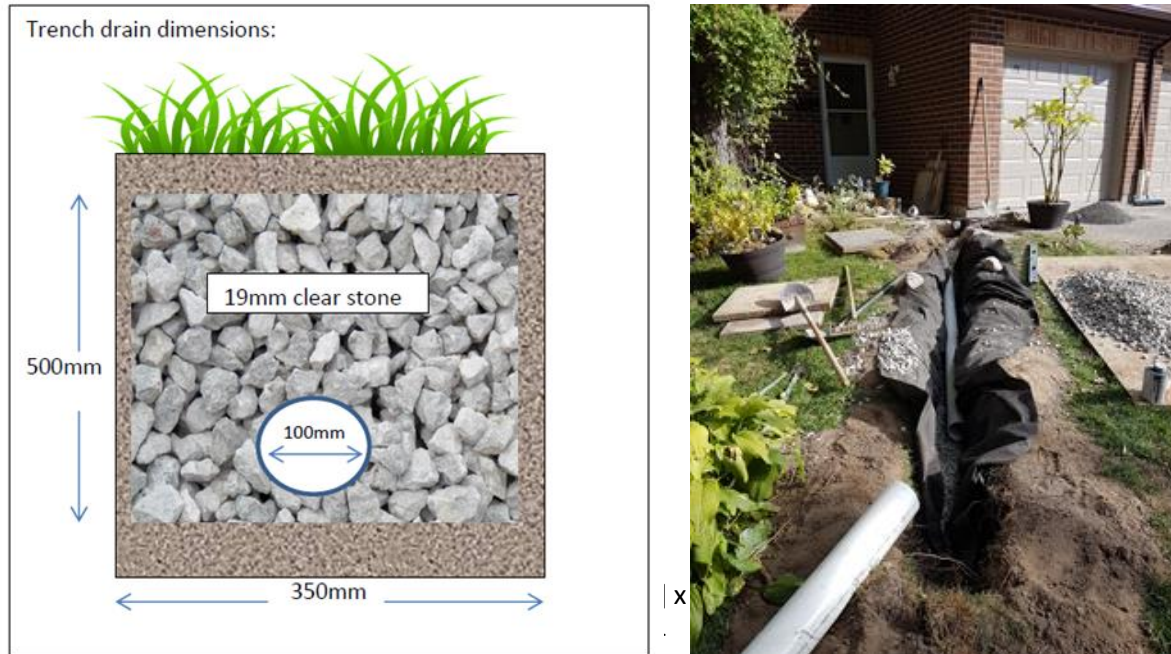 Trench drain dimensions:
19mm clear stone
500mm
100mm
350mm
x